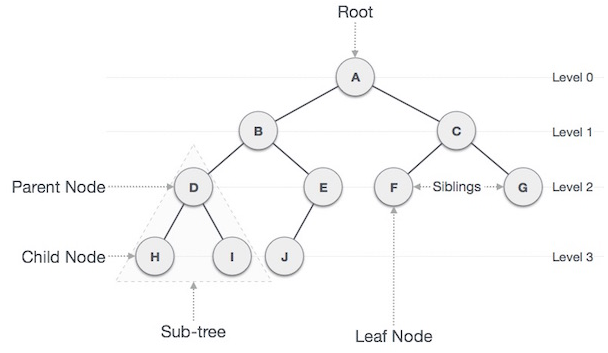 Root
A
Level 0
B
C
Level 1
Parent Node
D
E
F
Siblings
G
Level 2
Child Node
H
I
J
Level 3
Sub-tree
Leaf Node